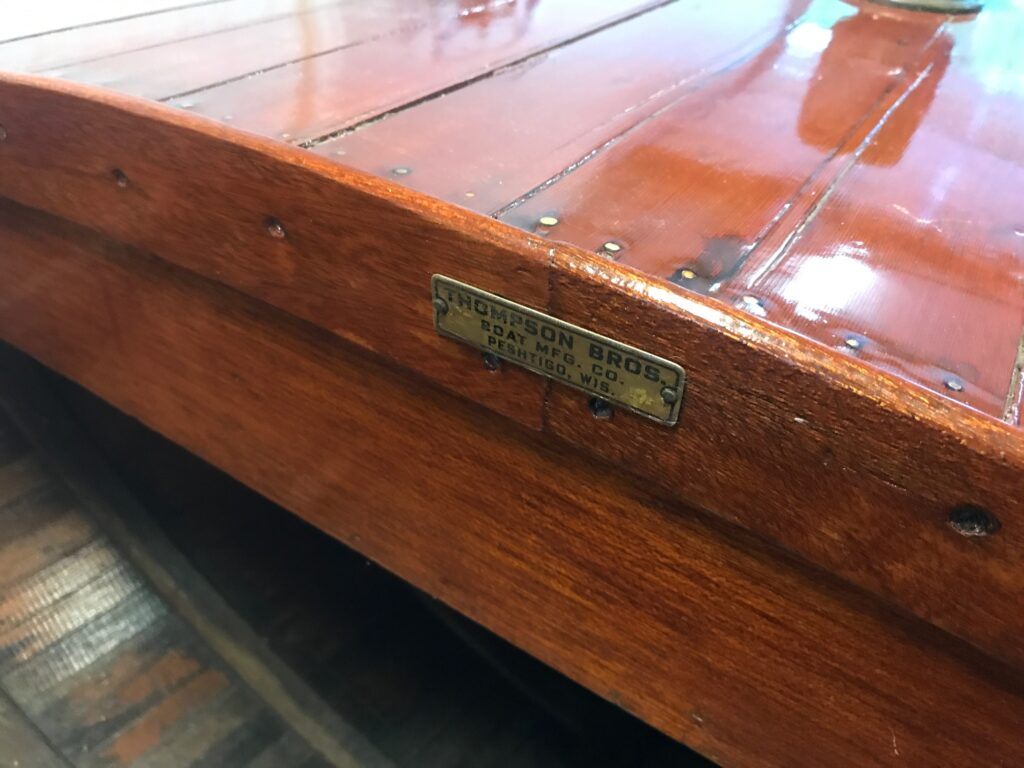 THOMPSON BROS.
BOAT MFG. CO.
PESHTIGO, WIS.